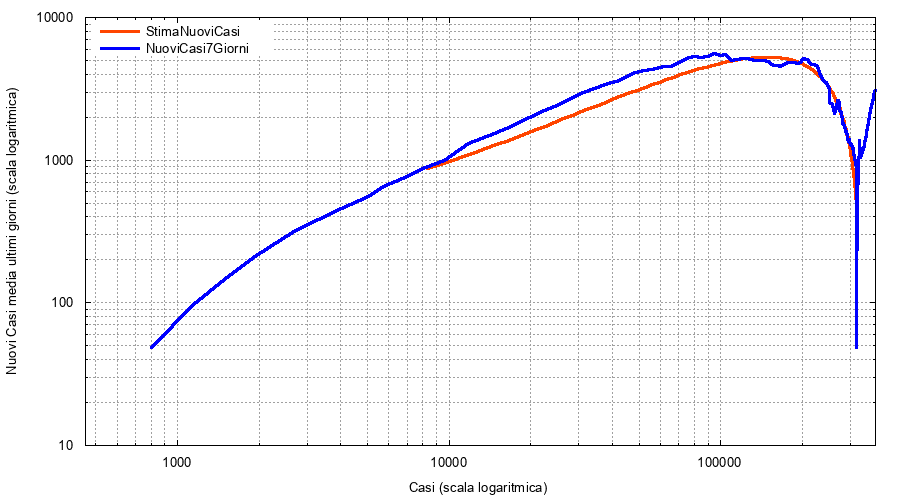 10000
StimaNuoviCasi
NuoviCasi7Giorni
1000
100
10
Nuovi Casi media ultimi giorni (scala logaritmica)
1000
10000
100000
Casi (scala logaritmica)